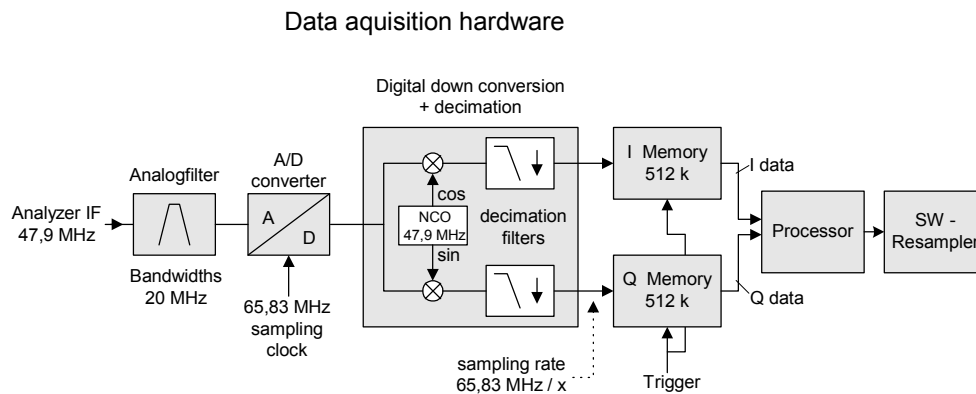 Data aquisition hardware
Digital down conversion
+ decimation
A/D
converter
Analogfilter
Analyzer IF
47,9 MHz
Bandwidths
20 MHz
A
D
65,83 MHz
sampling
clock
cos
NCO
47,9 MHz
sin
decimation
filters
sampling rate
65,83 MHz / x
I Memory
512 k
Q Memory
512 k
Trigger
I data
Q data
Processor
SW -
Resampler